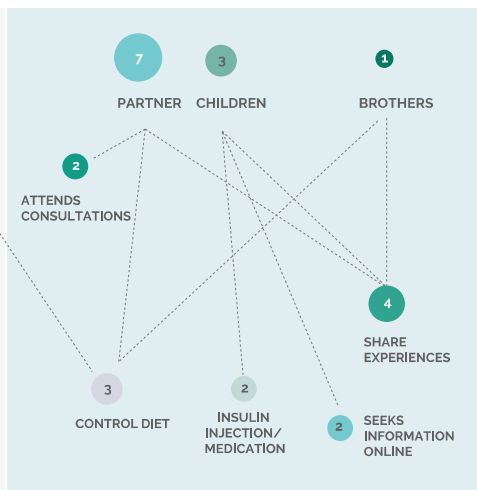 7
3
1
PARTNER
CHILDREN
BROTHERS
2
ATTENDS
CONSULTATIONS
4
SHARE
EXPERIENCES
3
CONTROL DIET
2
INSULIN
INJECTION/
MEDICATION
2
SEEKS
INFORMATION
ONLINE